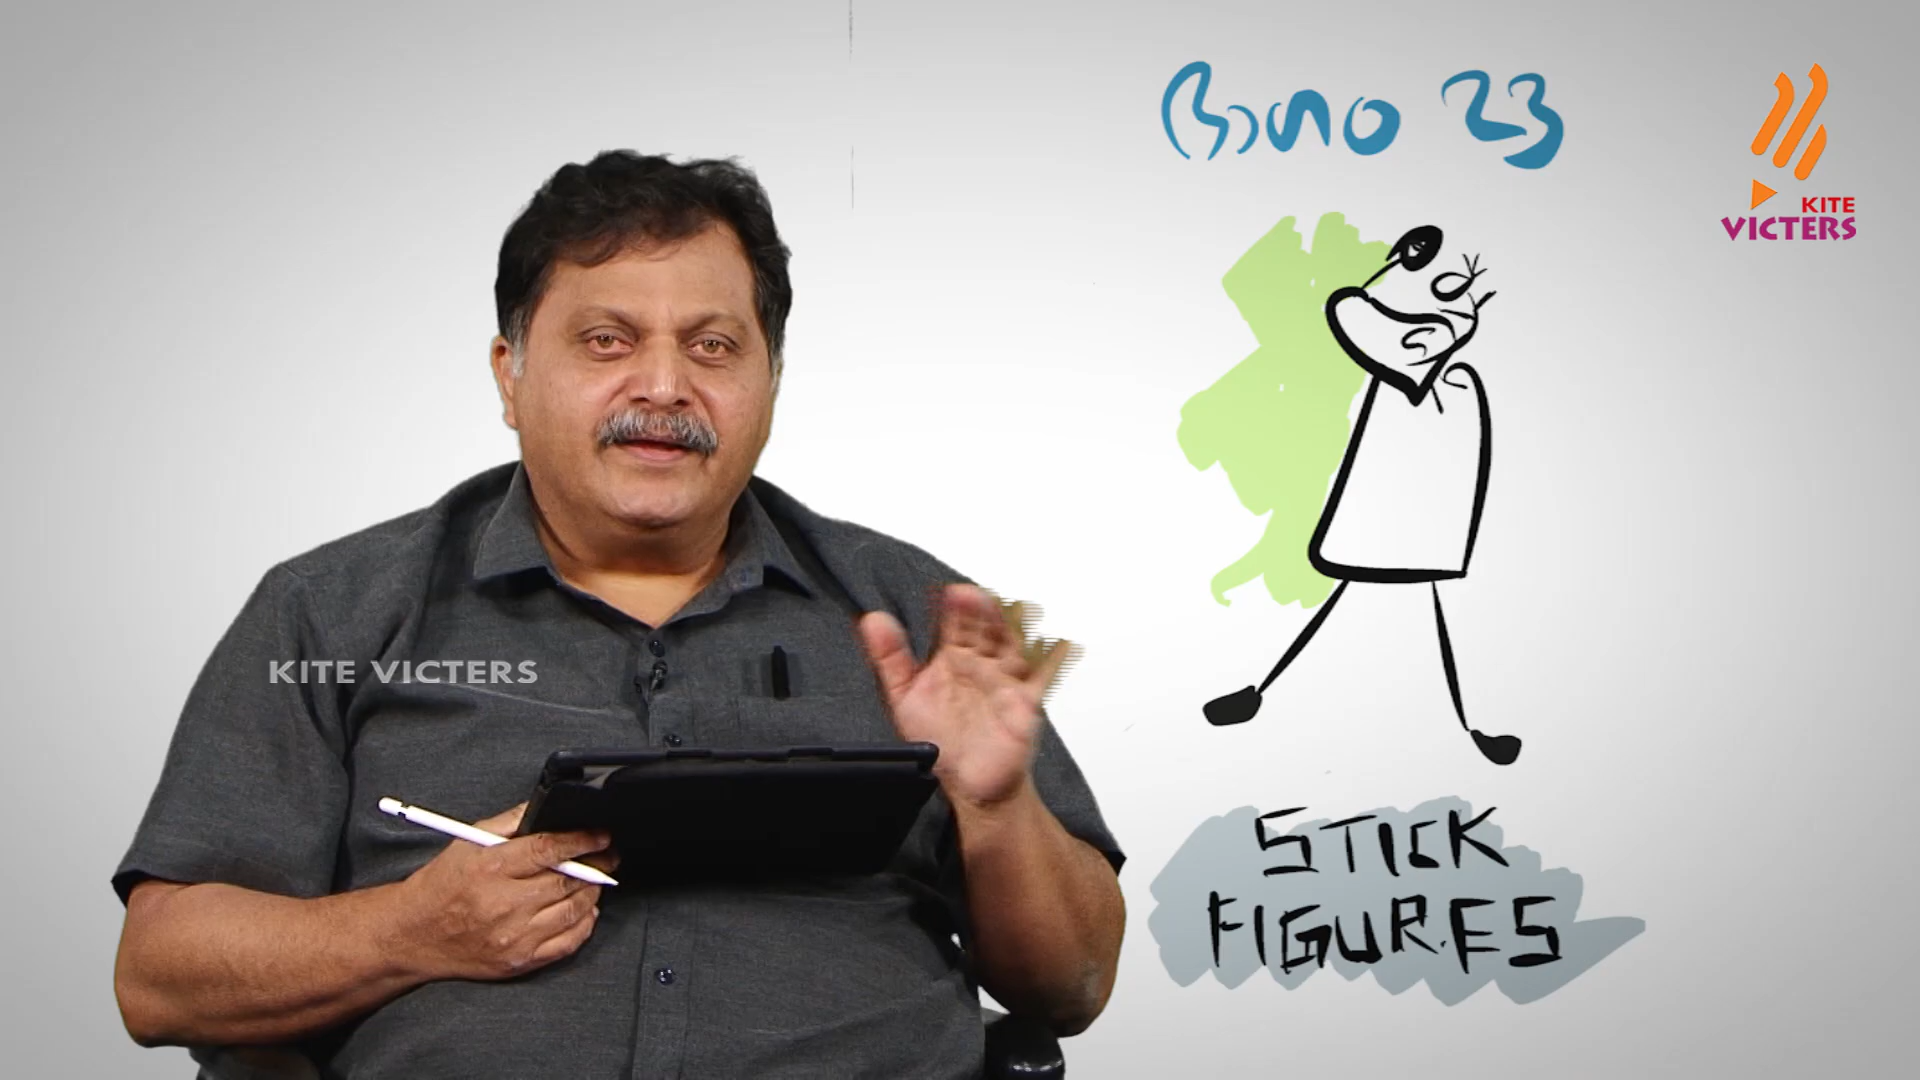 ഭാഗം 23
KITE
VICTERS
KITE VICTERS
STICK
FIGURES